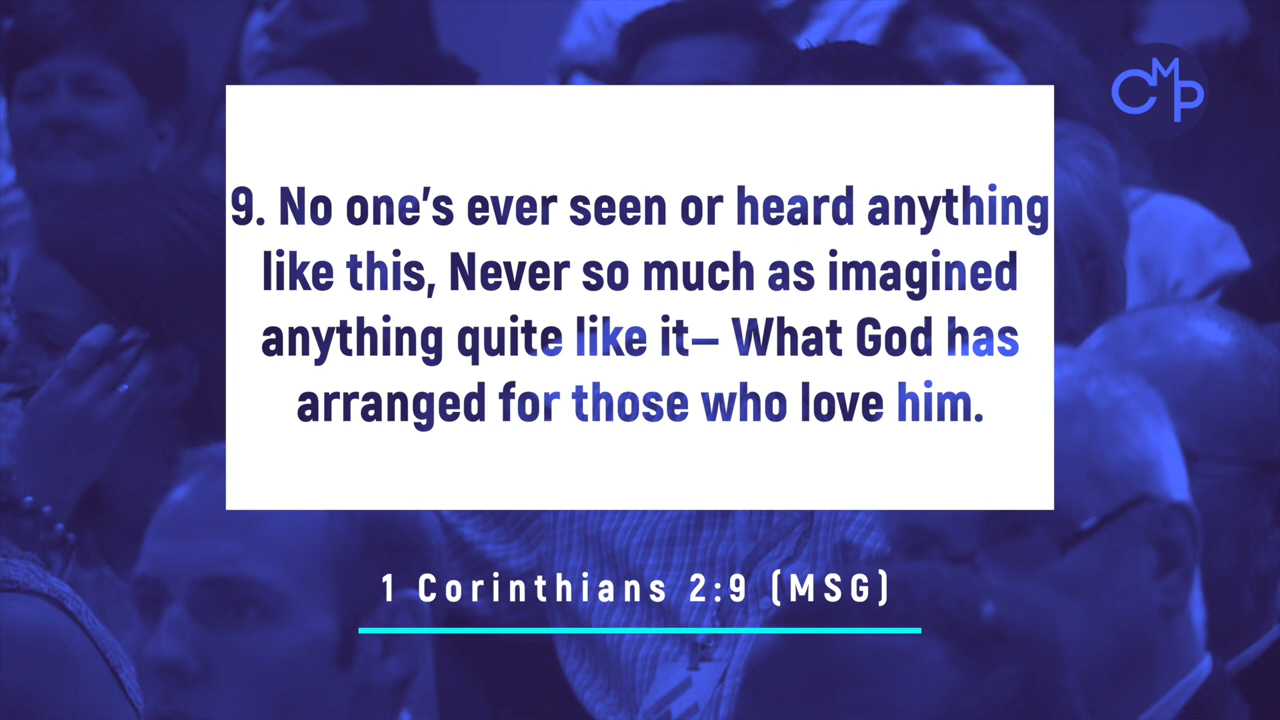 CMP
9. No one's ever seen or heard anything
like this, Never so much as imagined
anything quite like it— What God has
arranged for those who love him.
1 Corinthians 2:9 (MSG)